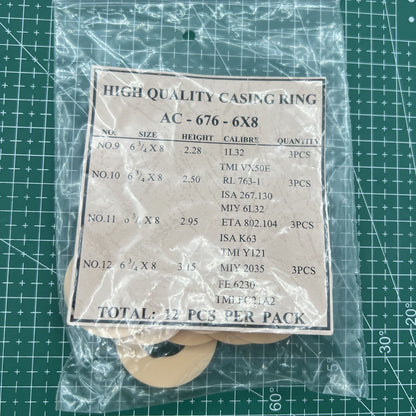 HIGH QUALITY CASING RING
AC - 676 - 6X8
NO. SIZE HEIGHT CALIBRE QUANTITY
NO.9 6 3/4 X 8 2.28 1L32 3PCS
TMI VX50E
NO.10 6 3/4 X 8 2.50 RL 763-1 3PCS
ISA 267.130
MIY 6L32
NO.11 6 3/4 X 8 2.95 ETA 802.104 3PCS
ISA K63
TMI Y121
NO.12 6 3/4 X 8 3.15 MIY 2035 3PCS
FE 6230
TMI PC21A2
TOTAL: 12 PCS PER PACK
30°
60°